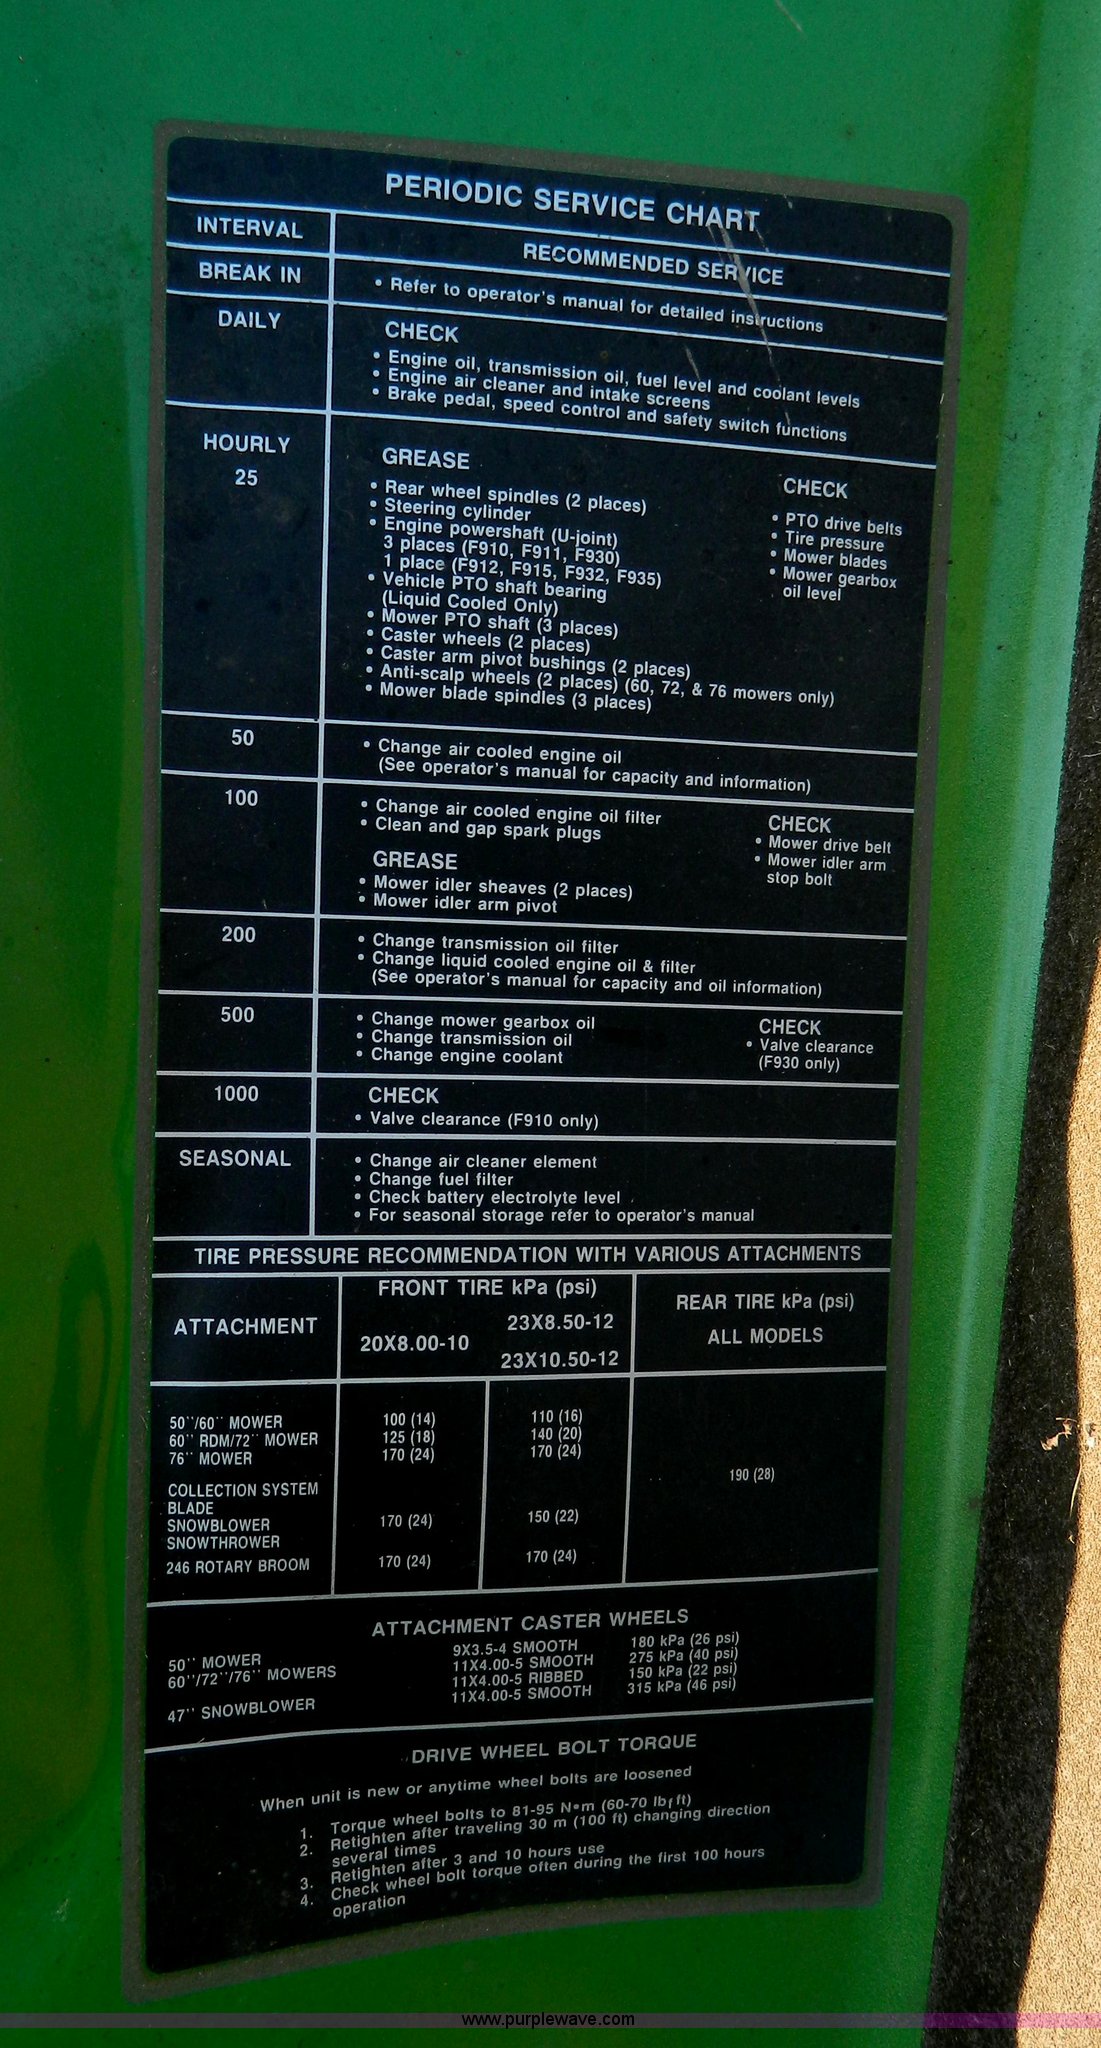 PERIODIC SERVICE CHART
INTERVAL
RECOMMENDED SERVICE
BREAK IN
• Refer to operator's manual for detailed instructions
DAILY
CHECK
• Engine oil, transmission oil, fuel level and coolant levels
• Engine air cleaner and intake screens
• Brake pedal, speed control and safety switch functions
HOURLY
25
GREASE
• Rear wheel spindles (2 places)
• Steering cylinder
• Engine powershaft (U-joint)
3 places (F910, F911, F930)
1 place (F912, F915, F932, F935)
• Vehicle PTO shaft bearing
(Liquid Cooled Only)
• Mower PTO shaft (3 places)
• Caster wheels (2 places)
• Caster arm pivot bushings (2 places)
• Anti-scalp wheels (2 places) (60, 72, & 76 mowers only)
• Mower blade spindles (3 places)
CHECK
• PTO drive belts
• Tire pressure
• Mower blades
• Mower gearbox
oil level
50
• Change air cooled engine oil
(See operator's manual for capacity and information)
100
• Change air cooled engine oil filter
• Clean and gap spark plugs
GREASE
• Mower idler sheaves (2 places)
• Mower idler arm pivot
CHECK
• Mower drive belt
• Mower idler arm
stop bolt
200
• Change transmission oil filter
• Change liquid cooled engine oil & filter
(See operator's manual for capacity and oil information)
500
• Change mower gearbox oil
• Change transmission oil
• Change engine coolant
CHECK
• Valve clearance
(F930 only)
1000
CHECK
• Valve clearance (F910 only)
SEASONAL
• Change air cleaner element
• Change fuel filter
• Check battery electrolyte level
• For seasonal storage refer to operator's manual
TIRE PRESSURE RECOMMENDATION WITH VARIOUS ATTACHMENTS
ATTACHMENT
FRONT TIRE kPa (psi)
20X8.00-10
23X8.50-12
23X10.50-12
REAR TIRE kPa (psi)
ALL MODELS
50''/60'' MOWER 100 (14) 110 (16)
60'' RDM/72'' MOWER 125 (18) 140 (20)
76'' MOWER 170 (24) 170 (24)
190 (28)
COLLECTION SYSTEM
BLADE
SNOWBLOWER 170 (24) 150 (22)
SNOWTHROWER
246 ROTARY BROOM 170 (24) 170 (24)
ATTACHMENT CASTER WHEELS
50'' MOWER 9X3.5-4 SMOOTH 180 kPa (26 psi)
60''/72''/76'' MOWERS 11X4.00-5 SMOOTH 275 kPa (40 psi)
11X4.00-5 RIBBED 150 kPa (22 psi)
47'' SNOWBLOWER 11X4.00-5 SMOOTH 315 kPa (46 psi)
DRIVE WHEEL BOLT TORQUE
When unit is new or anytime wheel bolts are loosened
1. Torque wheel bolts to 81-95 N•m (60-70 lbf ft)
2. Retighten after traveling 30 m (100 ft) changing direction
several times
3. Retighten after 3 and 10 hours use
4. Check wheel bolt torque often during the first 100 hours
operation
www.purplewave.com